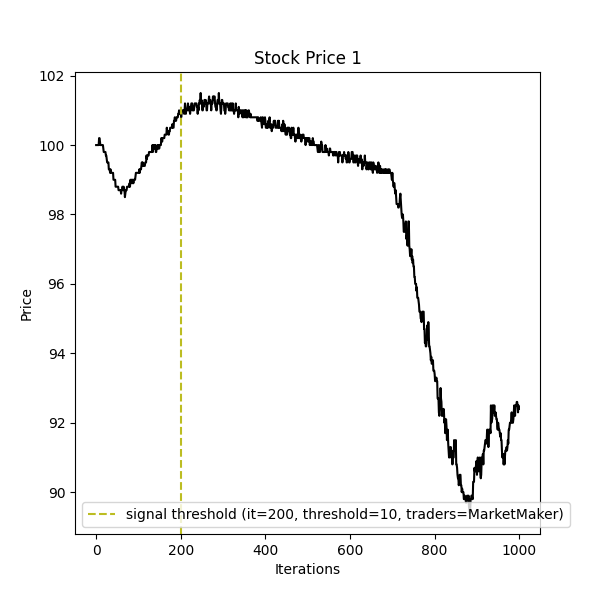 Stock Price 1
102
100
98
96
94
92
90
Price
signal threshold (it=200, threshold=10, traders=MarketMaker)
0 200 400 600 800 1000
Iterations